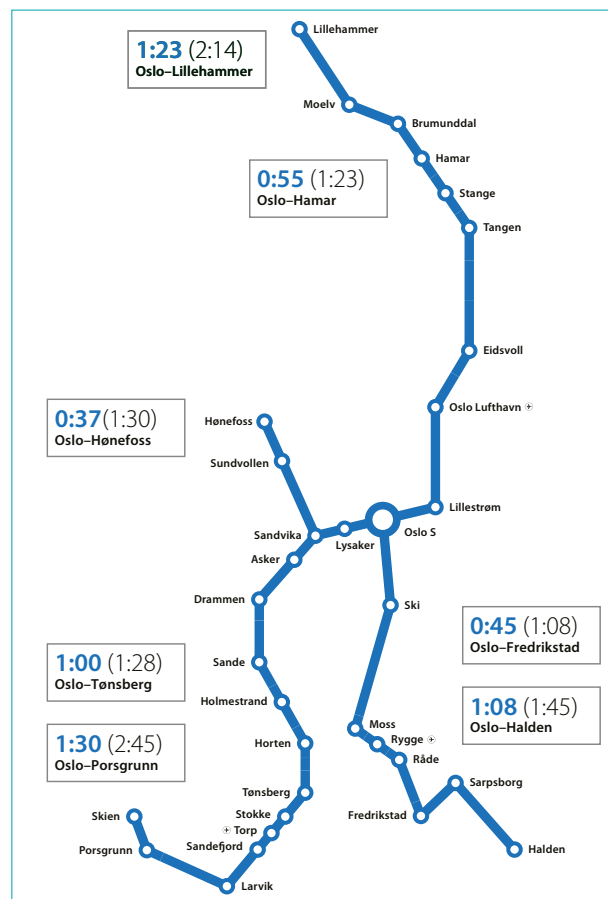 Lillehammer
1:23 (2:14)
Oslo–Lillehammer
Moelv
Brumunddal
Hamar
0:55 (1:23)
Oslo–Hamar
Stange
Tangen
Eidsvoll
Oslo Lufthavn
0:37(1:30)
Oslo–Hønefoss
Hønefoss
Sundvollen
Lillestrøm
Sandvika
Lysaker
Oslo S
Asker
Drammen
Ski
0:45 (1:08)
Oslo–Fredrikstad
1:00 (1:28)
Oslo–Tønsberg
Sande
Holmestrand
1:08 (1:45)
Oslo–Halden
1:30 (2:45)
Oslo–Porsgrunn
Moss
Rygge
Horten
Råde
Sarpsborg
Tønsberg
Stokke
Skien
Fredrikstad
Torp
Sandefjord
Porsgrunn
Halden
Larvik